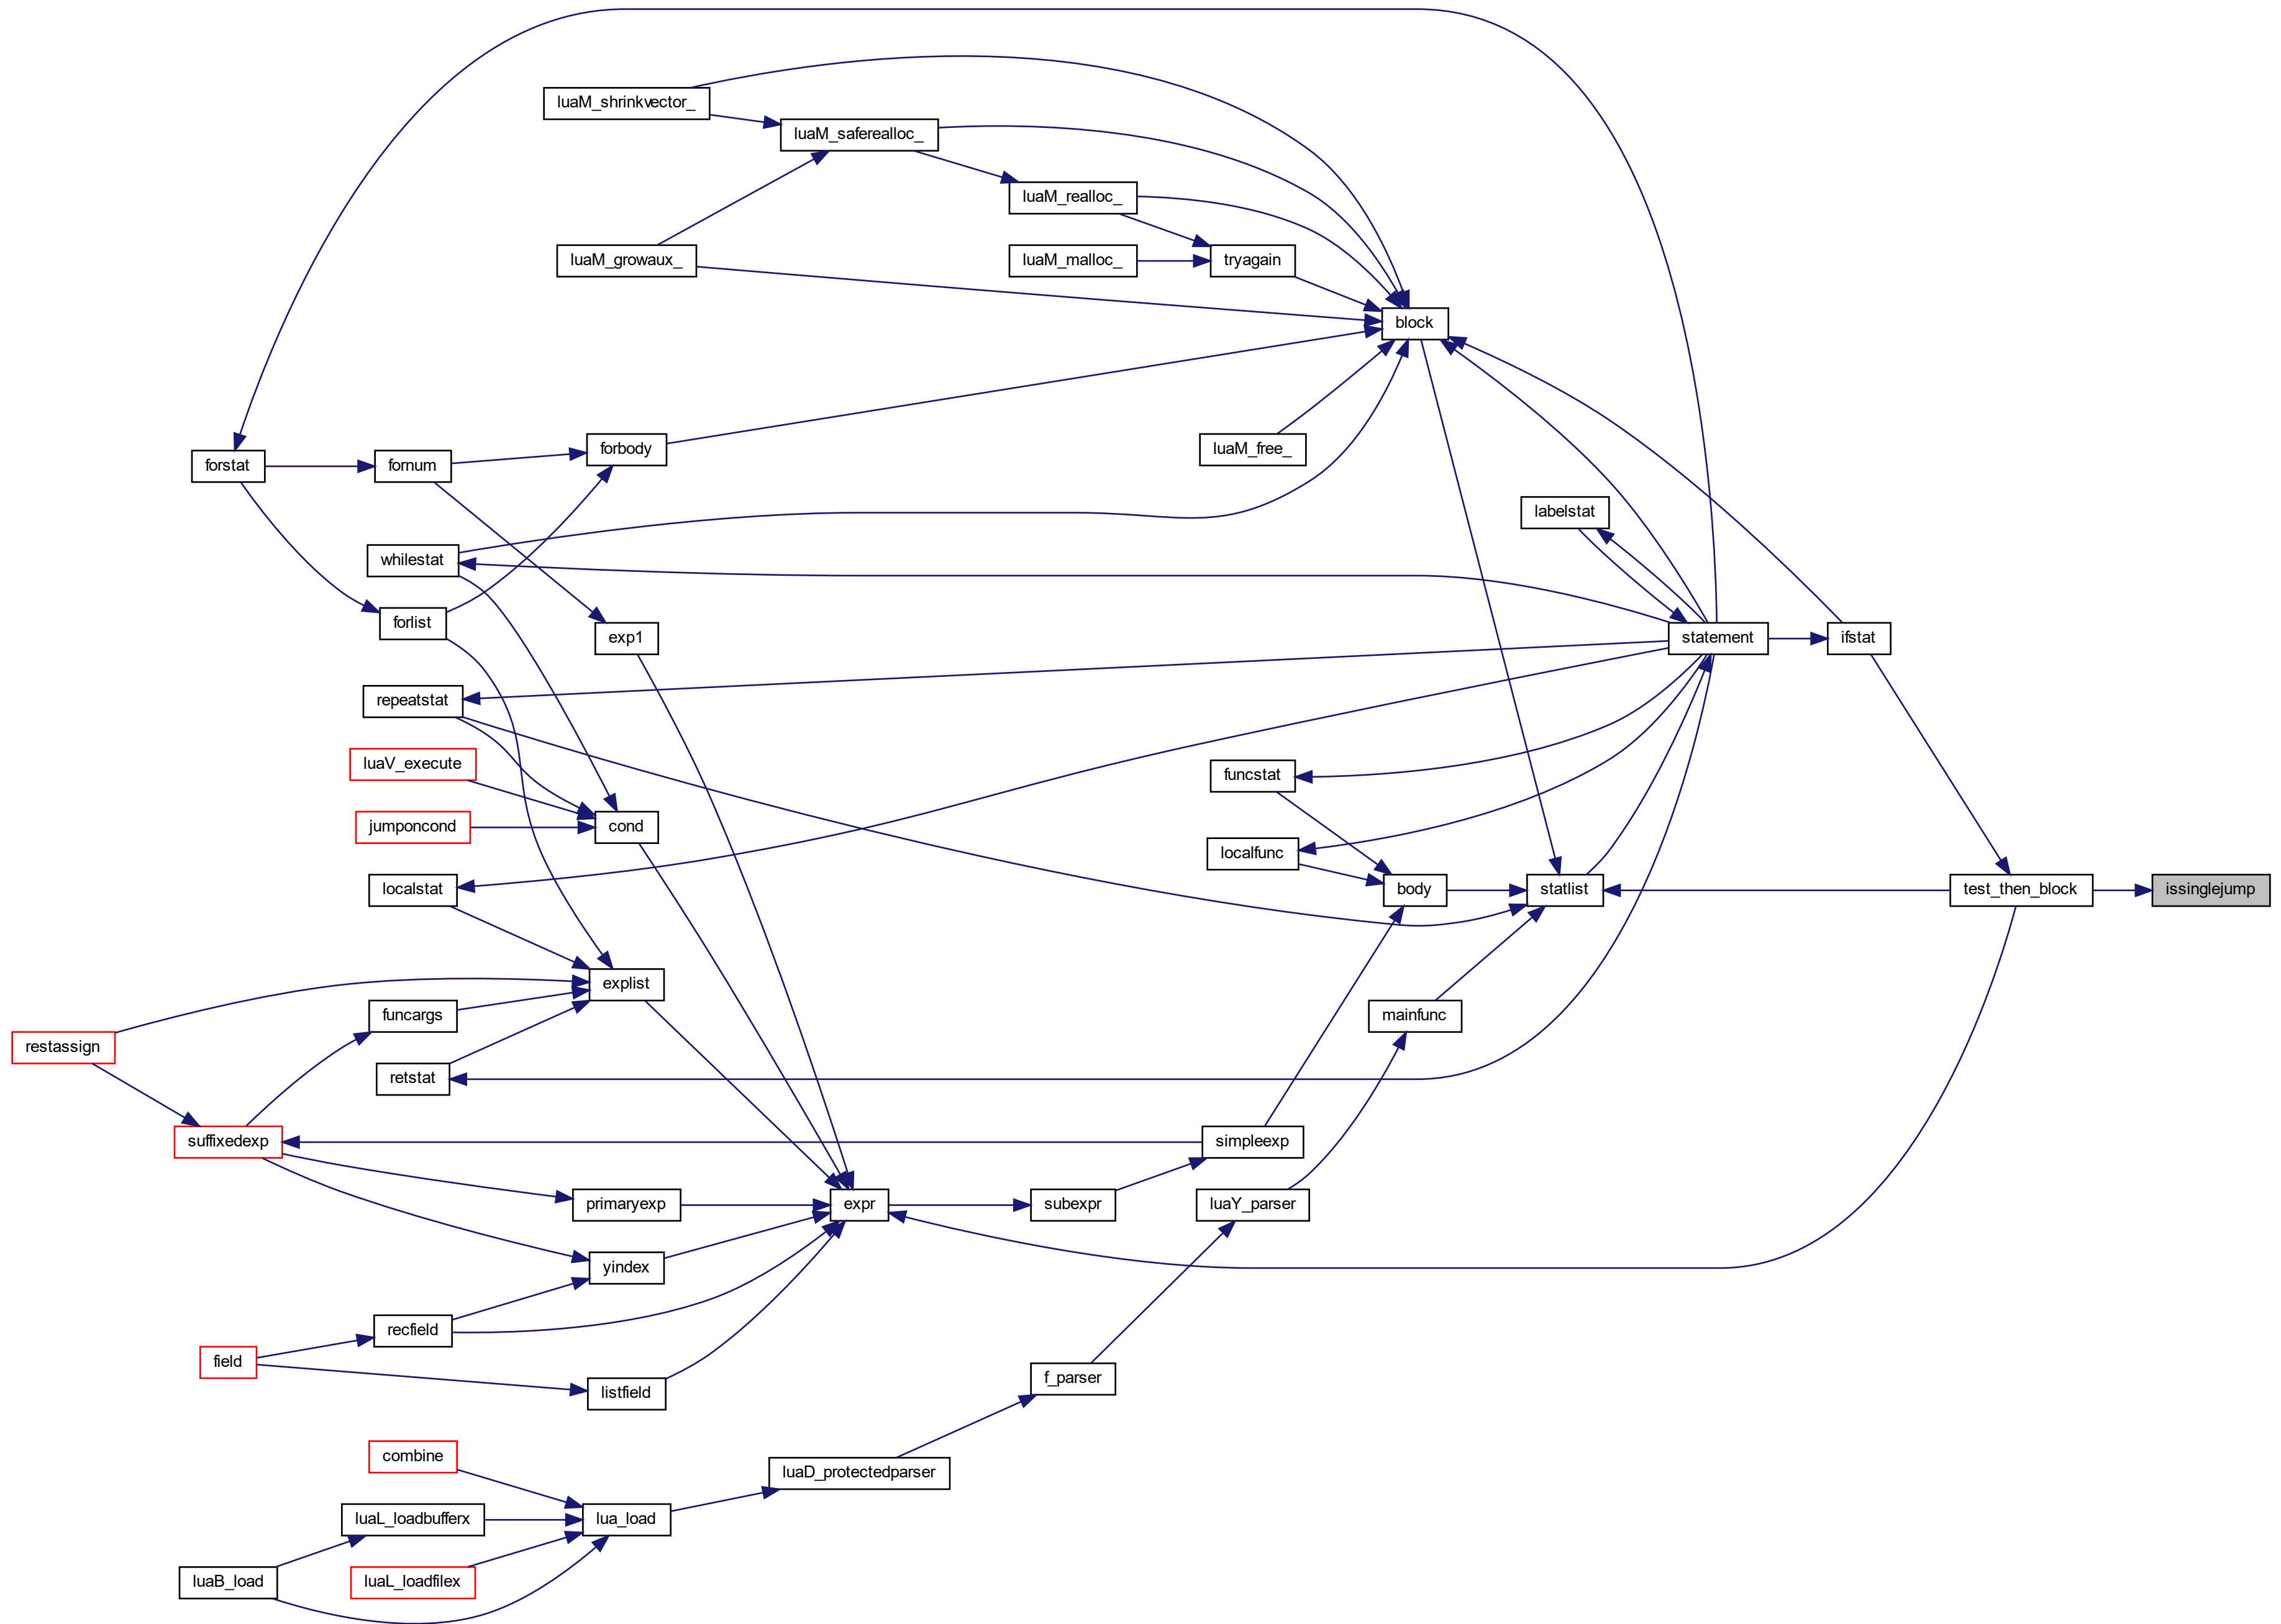 luaM_shrinkvector_
luaM_saferealloc_
luaM_realloc_
luaM_growaux_
luaM_malloc_
tryagain
block
forstat
fornum
forbody
luaM_free_
labelstat
whilestat
forlist
exp1
statement
ifstat
repeatstat
luaV_execute
funcstat
jumponcond
cond
localfunc
localstat
body
statlist
test_then_block
issinglejump
explist
funcargs
mainfunc
restassign
retstat
suffixedexp
simpleexp
primaryexp
expr
subexpr
luaY_parser
yindex
recfield
field
listfield
f_parser
combine
luaD_protectedparser
luaL_loadbufferx
lua_load
luaB_load
luaL_loadfilex